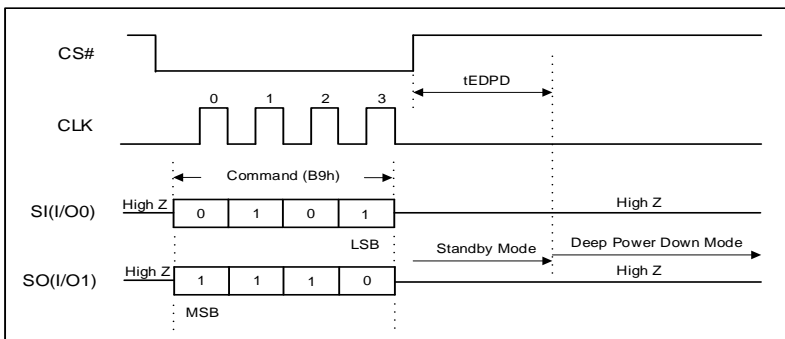 CS#
tEDPD
0 1 2 3
CLK
Command (B9h)
SI(I/O0) High Z 0 1 0 1 High Z
LSB Standby Mode Deep Power Down Mode
SO(I/O1) High Z 1 1 1 0 High Z
MSB